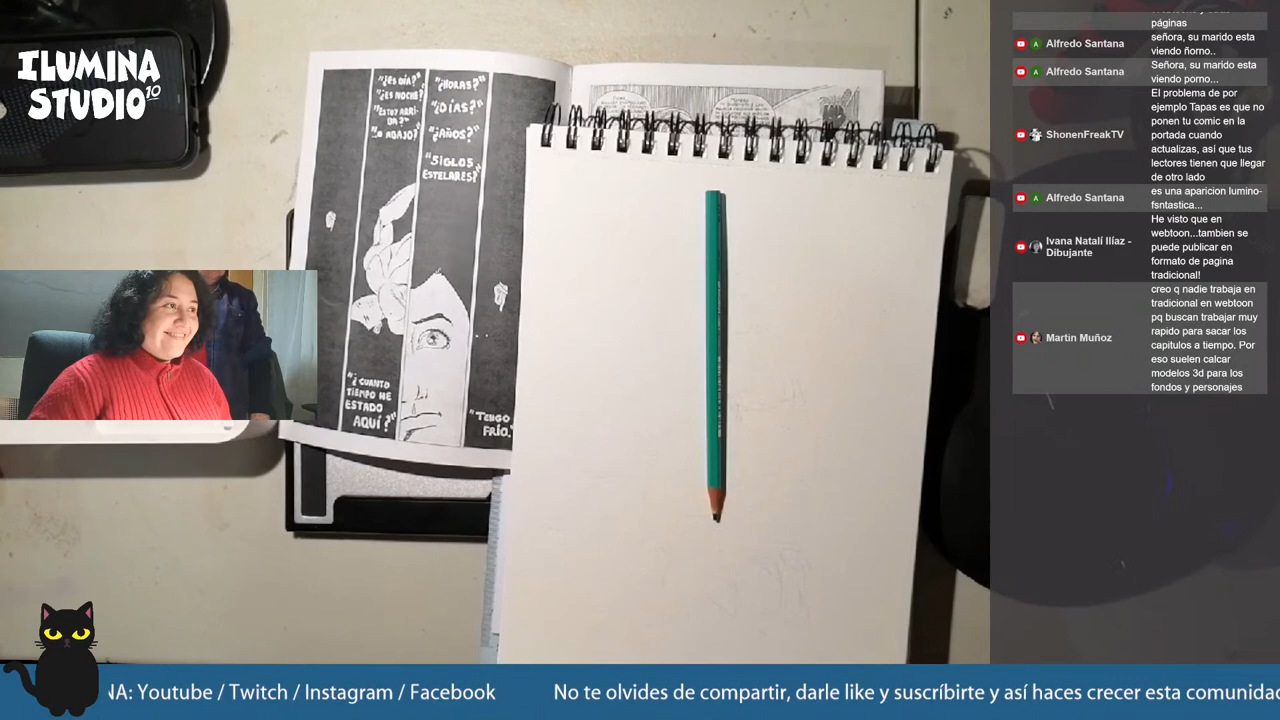 ILUMINA
STUDIO 2.0
"¿ES DÍA?"
"¿ES NOCHE?"
"ESTOY ARRI-
BA?"
"¿O ABAJO?"
"¿HORAS?"
"¿DÍAS?"
"¿AÑOS?"
"SIGLOS
ESTELARES?"
"¿CUANTO
TIEMPO HE
ESTADO
AQUÍ?"
"TENGO
FRÍO."
páginas
Alfredo Santana
señora, su marido esta
viendo ñorno..
Alfredo Santana
Señora, su marido esta
viendo porno...
ShonenFreakTV
El problema de por
ejemplo Tapas es que no
ponen tu comic en la
portada cuando
actualizas, así que tus
lectores tienen que llegar
de otro lado
Alfredo Santana
es una aparicion lumino-
fsntastica...
Ivana Natalí Ilíaz -
Dibujante
He visto que en
webtoon...tambien se
puede publicar en
formato de pagina
tradicional!
Martin Muñoz
creo q nadie trabaja en
tradicional en webtoon
pq buscan trabajar muy
rapido para sacar los
capitulos a tiempo. Por
eso suelen calcar
modelos 3d para los
fondos y personajes
NA: Youtube / Twitch / Instagram / Facebook
No te olvides de compartir, darle like y suscríbirte y así haces crecer esta comunidad